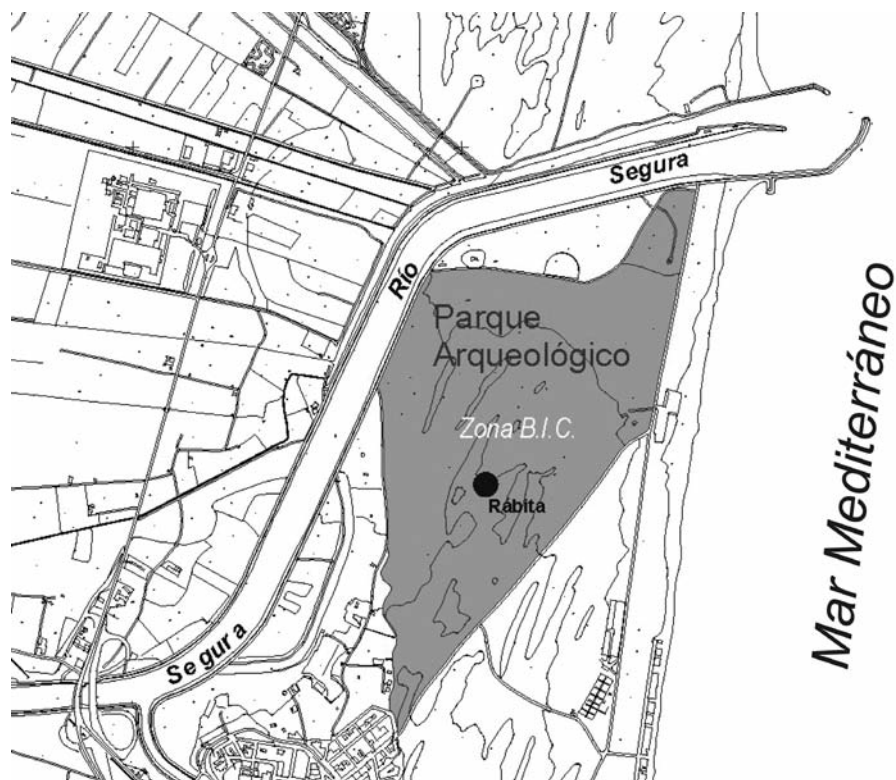 Segura
Río
Parque
Arqueológico
Zona B.I.C.
Rábita
Segura
Mar Mediterráneo